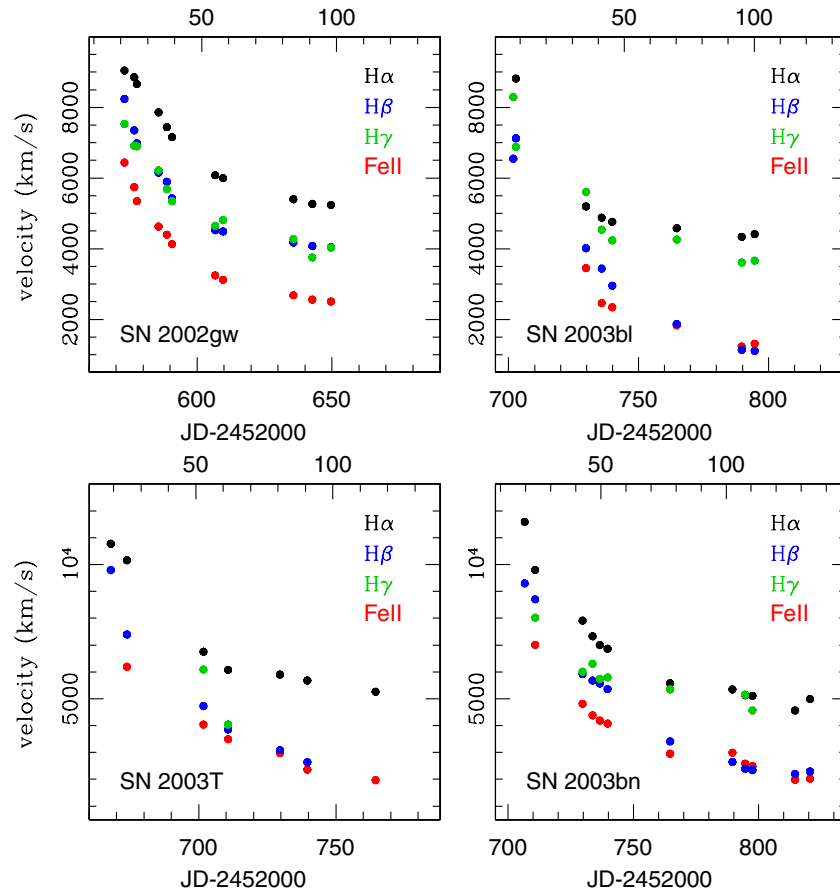 50 100
50 100
velocity (km/s)
8000
6000
4000
2000
Hα
Hβ
Hγ
FeII
SN 2002gw
600 650
JD-2452000
8000
6000
4000
2000
Hα
Hβ
Hγ
FeII
SN 2003bl
700 750 800
JD-2452000
50 100
50 100
velocity (km/s)
10⁴
5000
Hα
Hβ
Hγ
FeII
SN 2003T
700 750
JD-2452000
10⁴
5000
Hα
Hβ
Hγ
FeII
SN 2003bn
700 750 800
JD-2452000